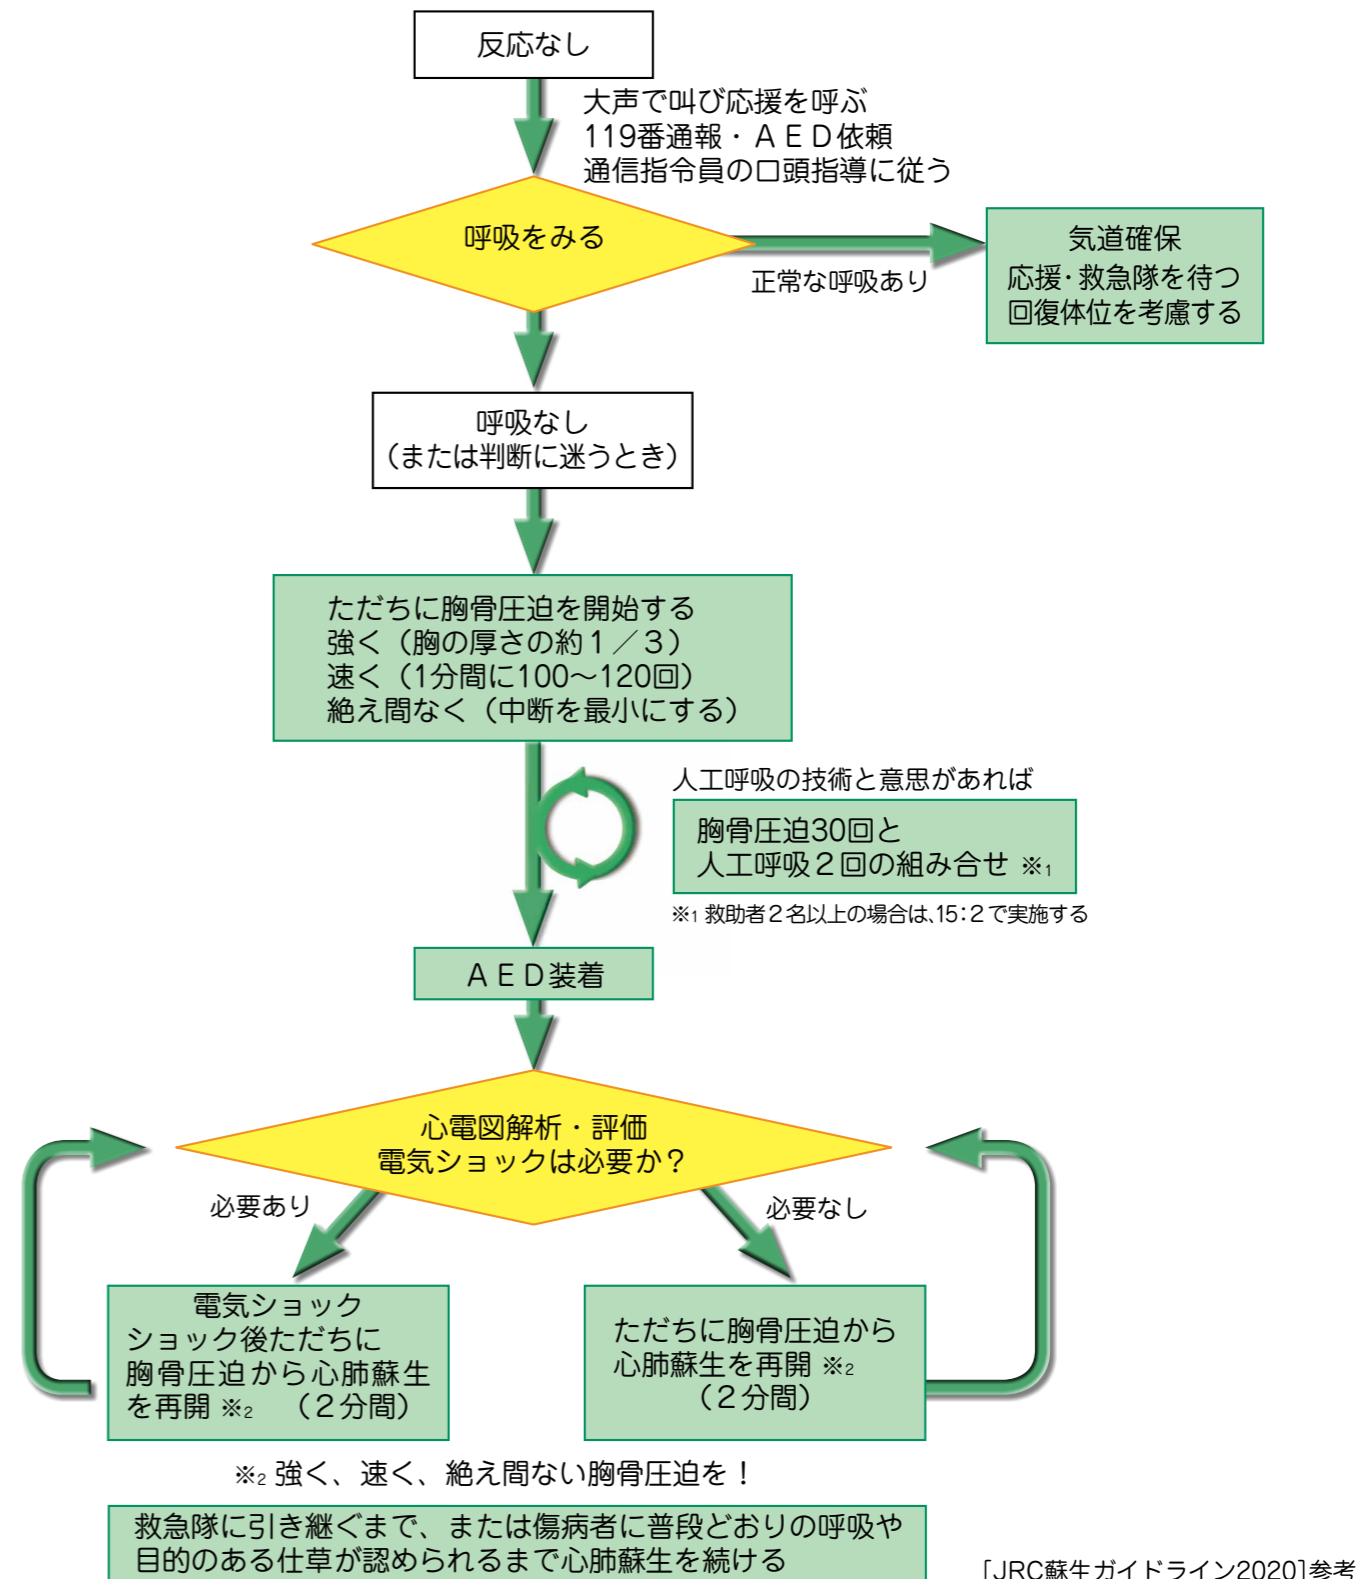 反応なし
大声で叫び応援を呼ぶ
119番通報・ＡＥＤ依頼
通信指令員の口頭指導に従う
呼吸をみる
正常な呼吸あり
気道確保
応援・救急隊を待つ
回復体位を考慮する
呼吸なし
（または判断に迷うとき）
ただちに胸骨圧迫を開始する
強く（胸の厚さの約１／３）
速く（1分間に100～120回）
絶え間なく（中断を最小にする）
人工呼吸の技術と意思があれば
胸骨圧迫30回と
人工呼吸２回の組み合せ ※1
※1 救助者２名以上の場合は、15：２で実施する
ＡＥＤ装着
心電図解析・評価
電気ショックは必要か？
必要あり
必要なし
電気ショック
ショック後ただちに
胸骨圧迫から心肺蘇生
を再開 ※2 （２分間）
ただちに胸骨圧迫から
心肺蘇生を再開 ※2
（２分間）
※2 強く、速く、絶え間ない胸骨圧迫を！
救急隊に引き継ぐまで、または傷病者に普段どおりの呼吸や
目的のある仕草が認められるまで心肺蘇生を続ける
［JRC蘇生ガイドライン2020］参考